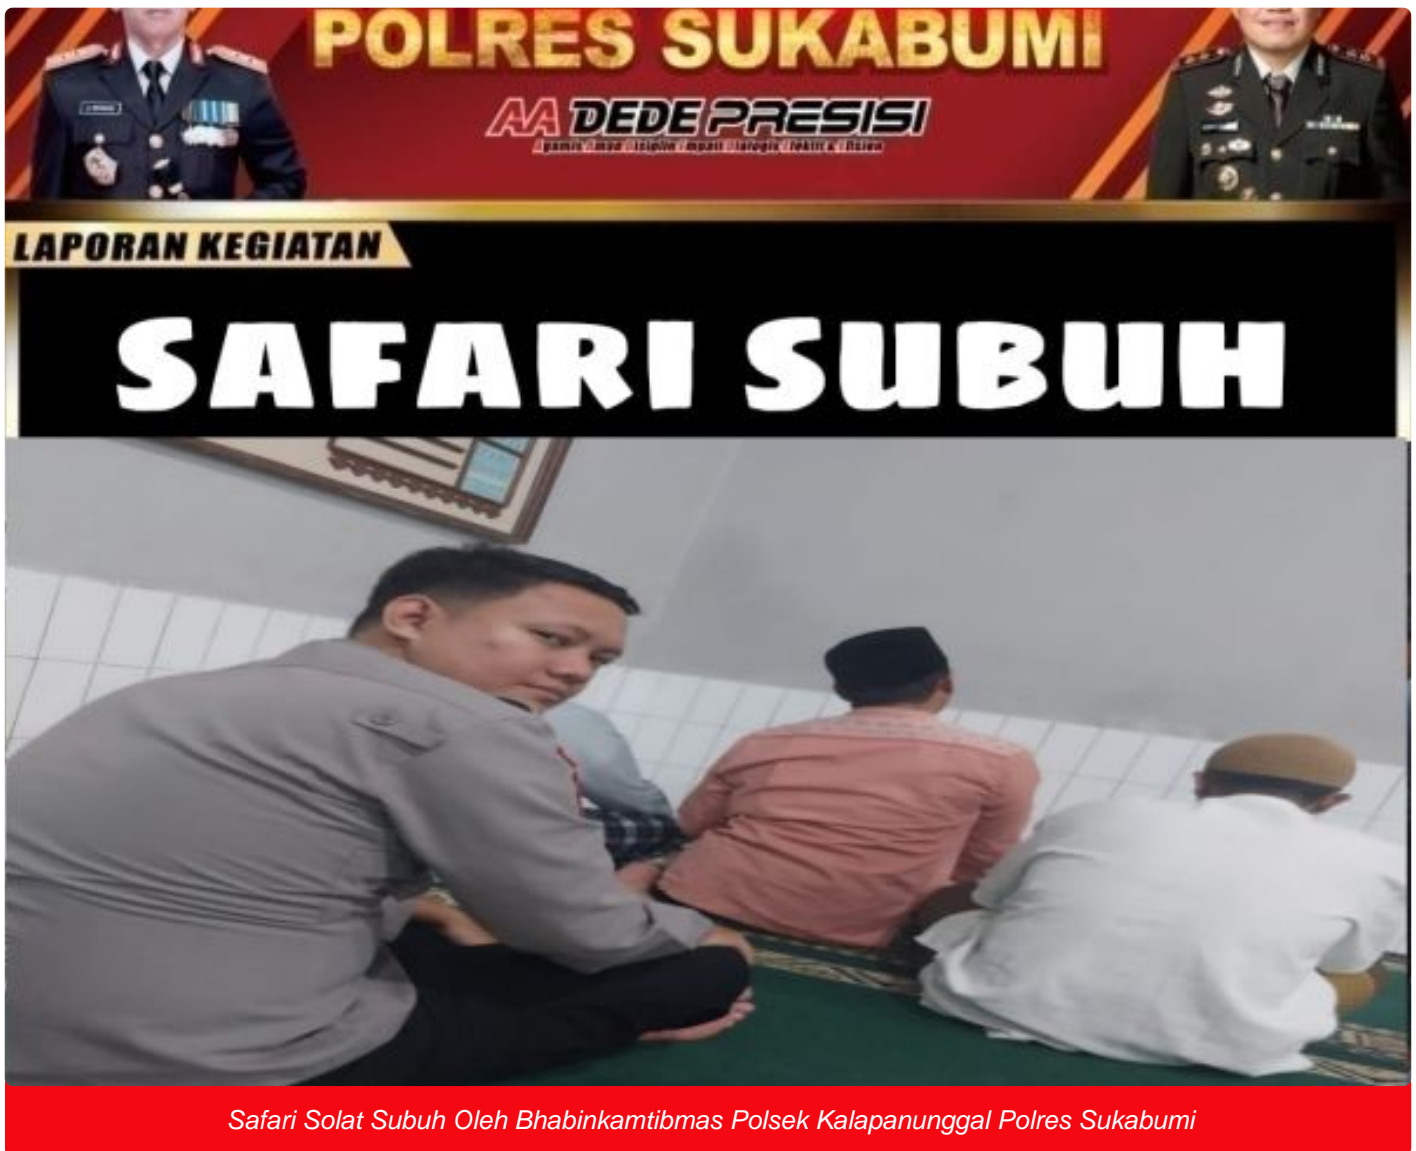 POLRES SUKABUMI
AA DEDE PRESISI
LAPORAN KEGIATAN
SAFARI SUBUH
Safari Solat Subuh Oleh Bhabinkamtibmas Polsek Kalapanunggal Polres Sukabumi